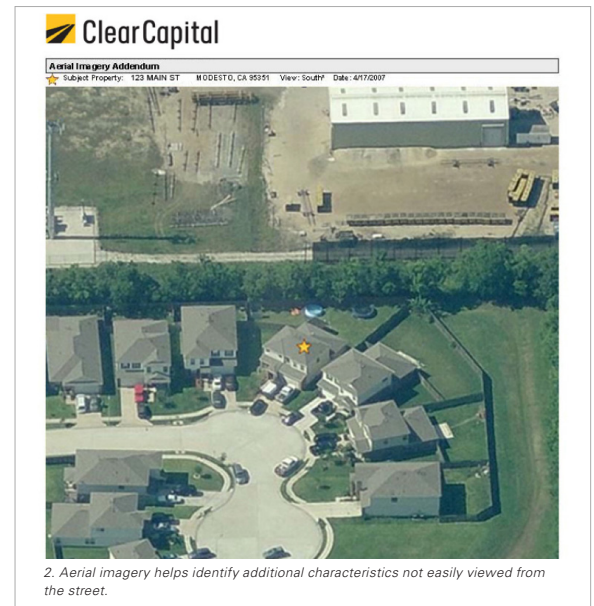 ClearCapital
Aerial Imagery Addendum
Subject Property: 123 MAIN ST MODESTO, CA 95351 View: South* Date: 4/17/2007
2. Aerial imagery helps identify additional characteristics not easily viewed from
the street.